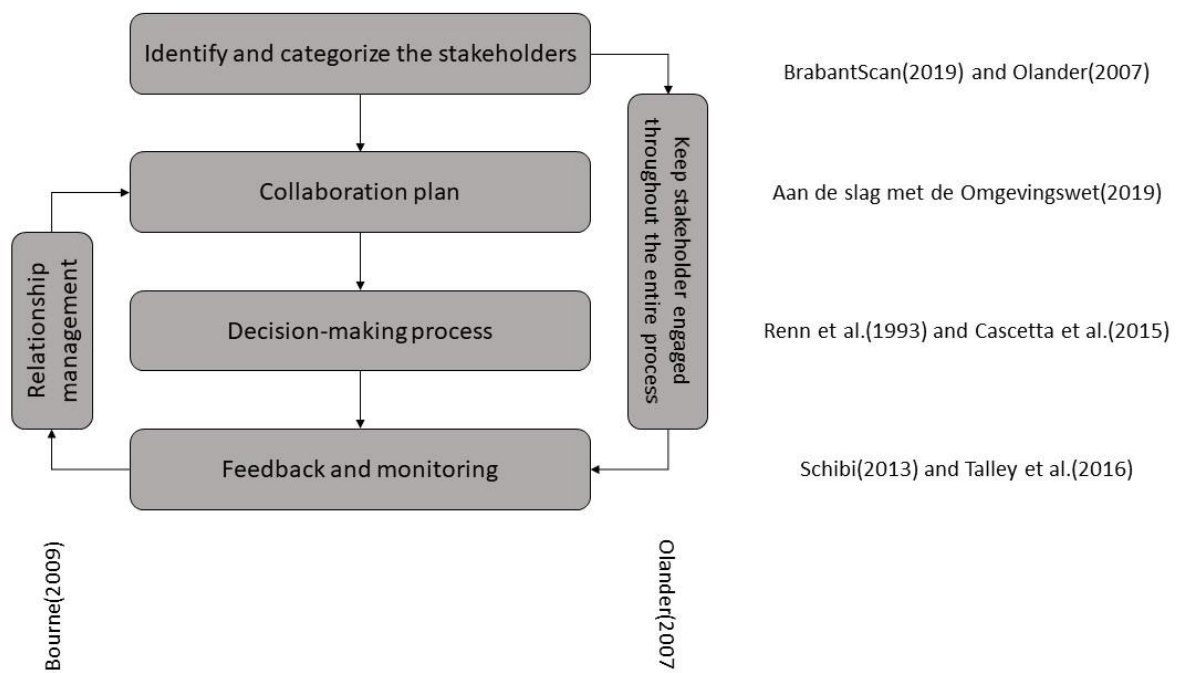 Identify and categorize the stakeholders
BrabantScan(2019) and Olander(2007)
Keep stakeholder engaged
throughout the entire process
Collaboration plan
Aan de slag met de Omgevingswet(2019)
Relationship
management
Decision-making process
Renn et al.(1993) and Cascetta et al.(2015)
Feedback and monitoring
Schibi(2013) and Talley et al.(2016)
Bourne(2009)
Olander(2007